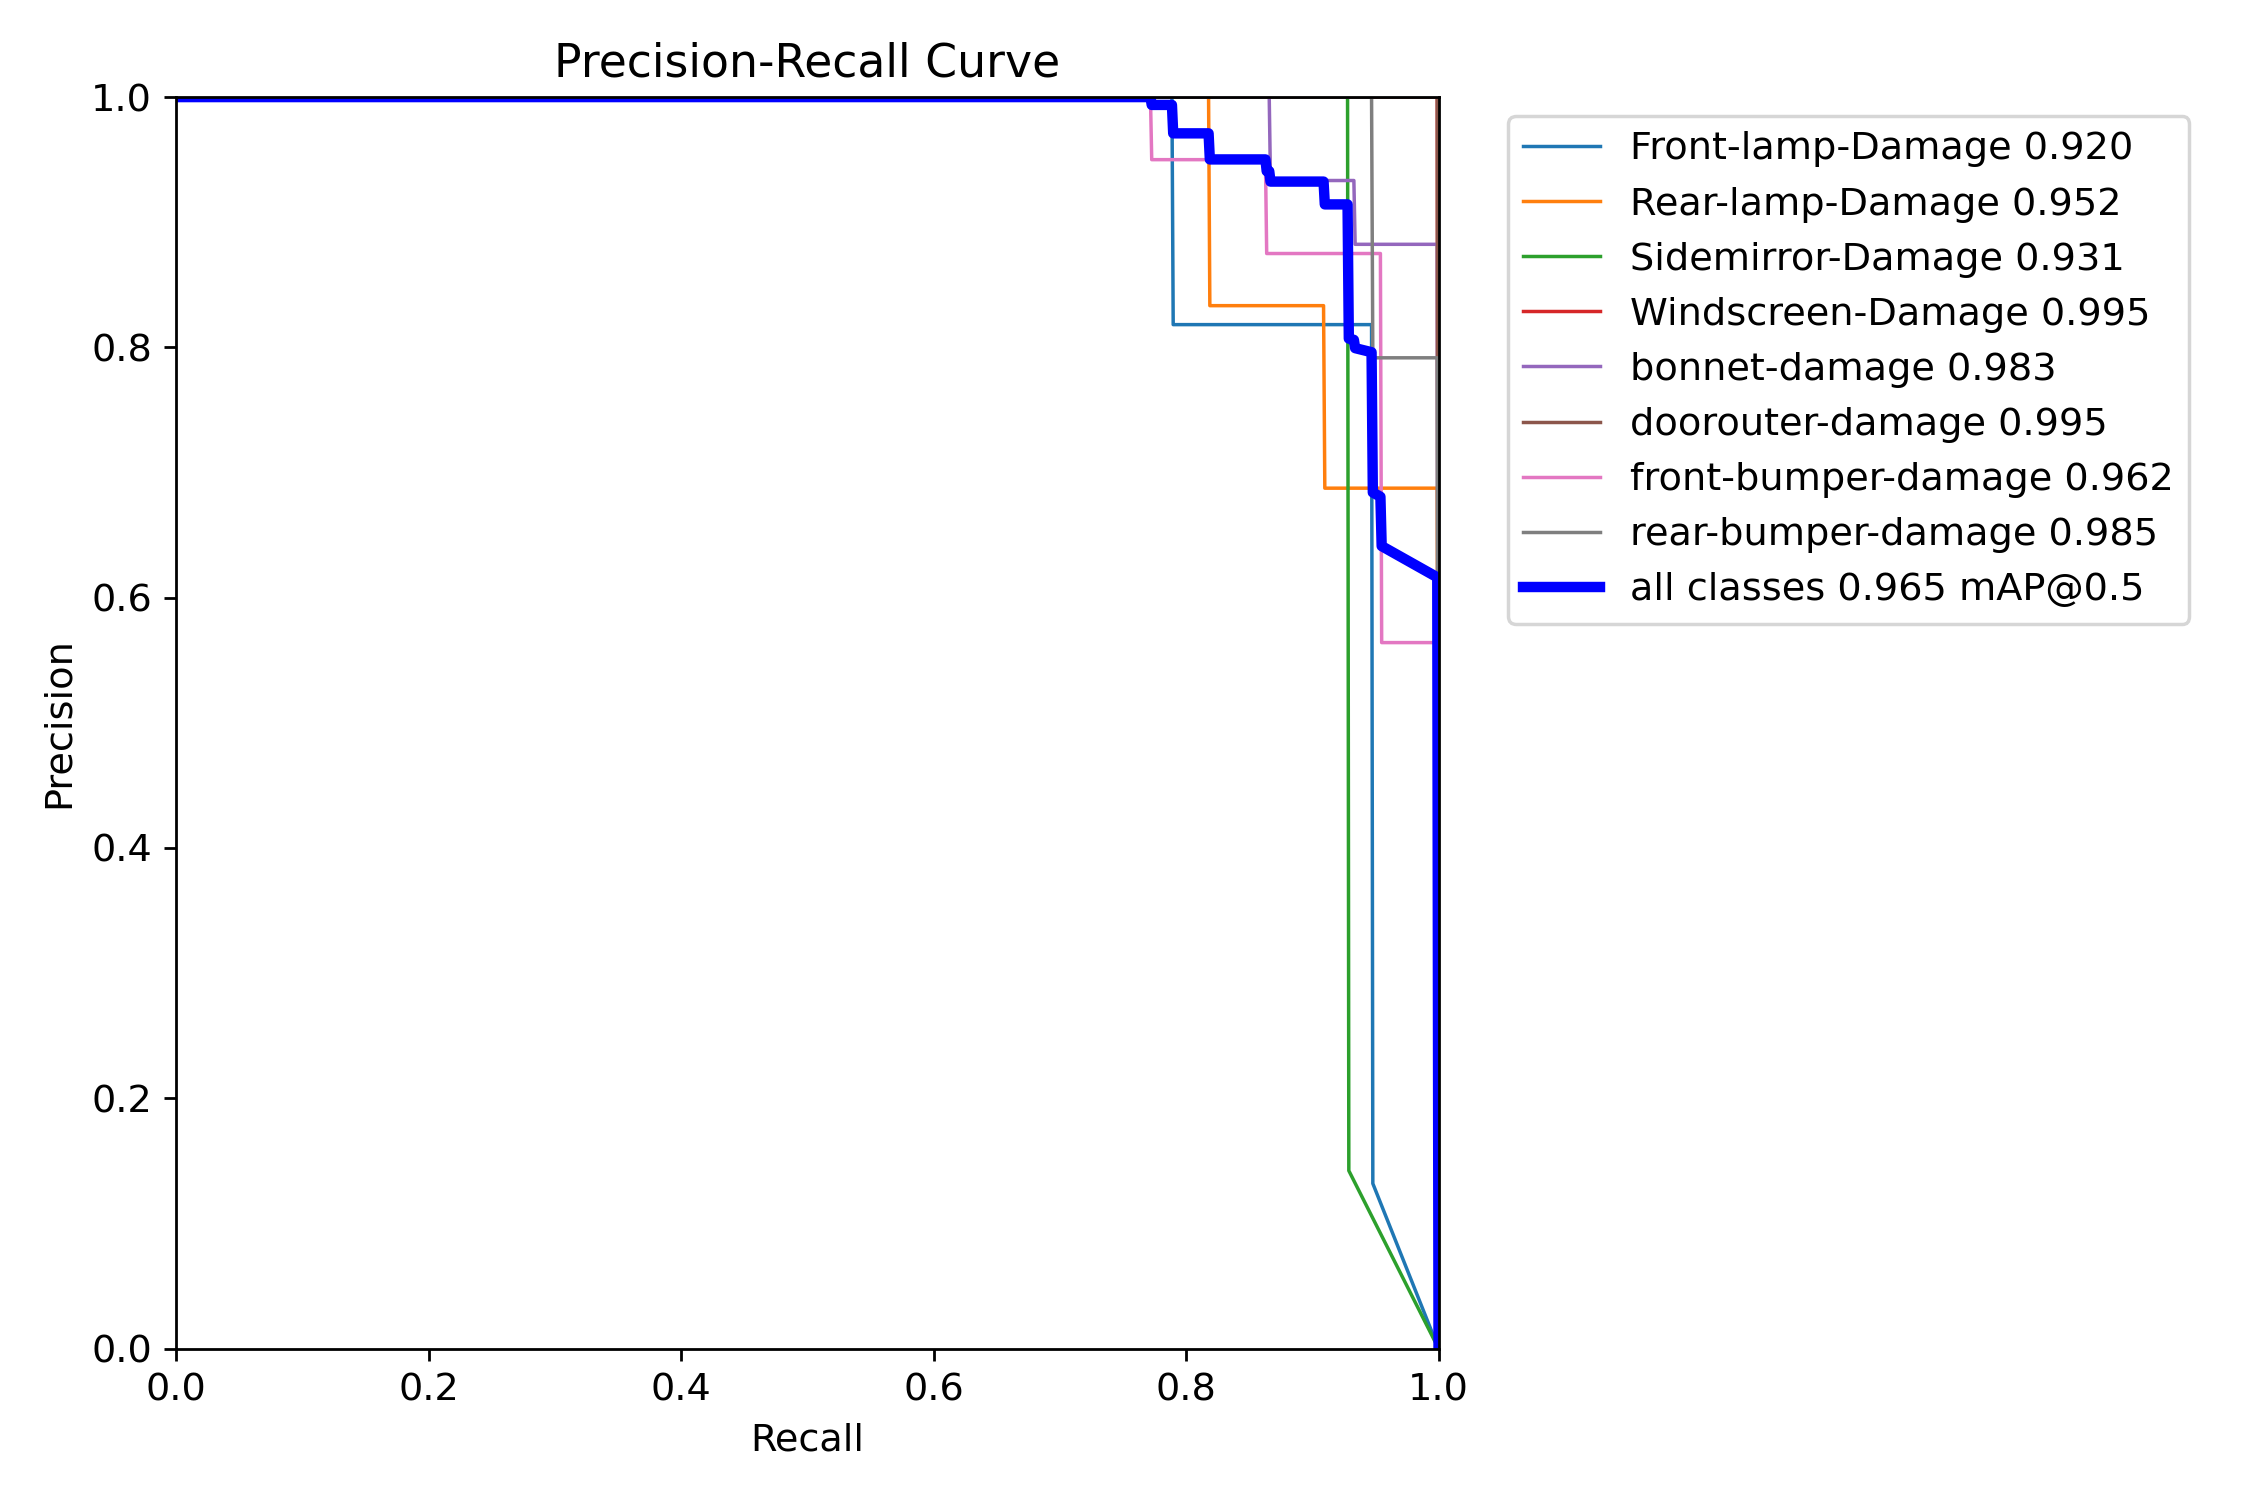 Precision-Recall Curve
1.0
0.8
0.6
0.4
0.2
0.0
Precision
0.0 0.2 0.4 0.6 0.8 1.0
Recall
Front-lamp-Damage 0.920
Rear-lamp-Damage 0.952
Sidemirror-Damage 0.931
Windscreen-Damage 0.995
bonnet-damage 0.983
doorouter-damage 0.995
front-bumper-damage 0.962
rear-bumper-damage 0.985
all classes 0.965 mAP@0.5